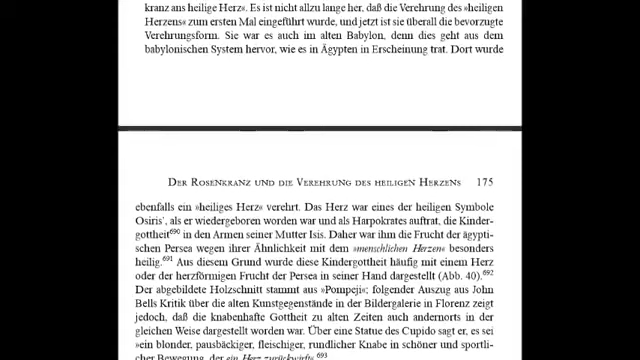 kranz ans heilige Herz«. Es ist nicht allzu lange her, daß die Verehrung des »heiligen
Herzens« zum ersten Mal eingeführt wurde, und jetzt ist sie überall die bevorzugte
Verehrungsform. Sie war es auch im alten Babylon, denn dies geht aus dem
babylonischen System hervor, wie es in Ägypten in Erscheinung trat. Dort wurde
Der Rosenkranz und die Verehrung des heiligen Herzens 175
ebenfalls ein »heiliges Herz« verehrt. Das Herz war eines der heiligen Symbole
Osiris', als er wiedergeboren worden war und als Harpokrates auftrat, die Kinder-
gottheit690 in den Armen seiner Mutter Isis. Daher war ihm die Frucht der ägypti-
schen Persea wegen ihrer Ähnlichkeit mit dem »menschlichen Herzen« besonders
heilig.691 Aus diesem Grund wurde diese Kindergottheit häufig mit einem Herz
oder der herzförmigen Frucht der Persea in seiner Hand dargestellt (Abb. 40).692
Der abgebildete Holzschnitt stammt aus »Pompeji«; folgender Auszug aus John
Bells Kritik über die alten Kunstgegenstände in der Bildergalerie in Florenz zeigt
jedoch, daß die knabenhafte Gottheit zu alten Zeiten auch andernorts in der
gleichen Weise dargestellt worden war. Über eine Statue des Cupido sagt er, es sei
»ein blonder, pausbäckiger, fleischiger, rundlicher Knabe in schöner und sportli-
cher Bewegung, der ein Herz zurückwirft«.693